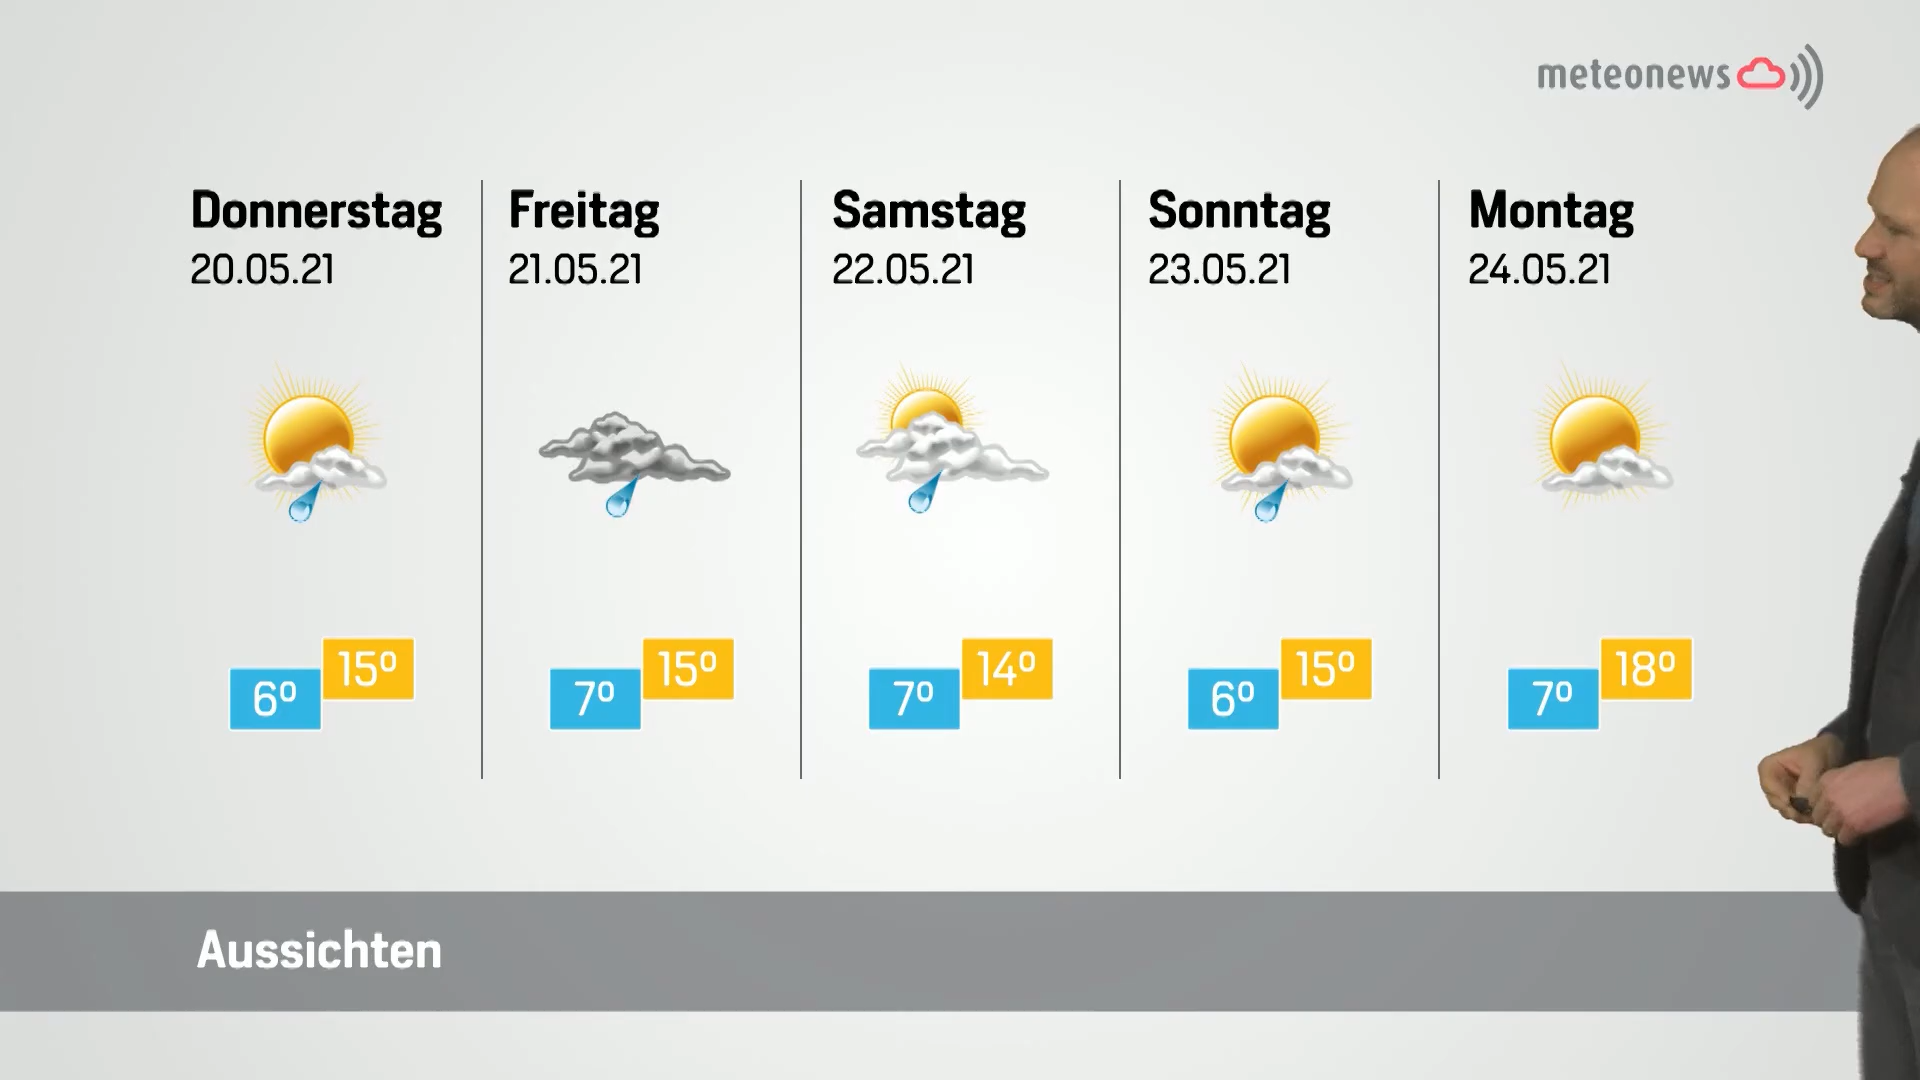 meteonews
Donnerstag
20.05.21
6° 15°
Freitag
21.05.21
7° 15°
Samstag
22.05.21
7° 14°
Sonntag
23.05.21
6° 15°
Montag
24.05.21
7° 18°
Aussichten